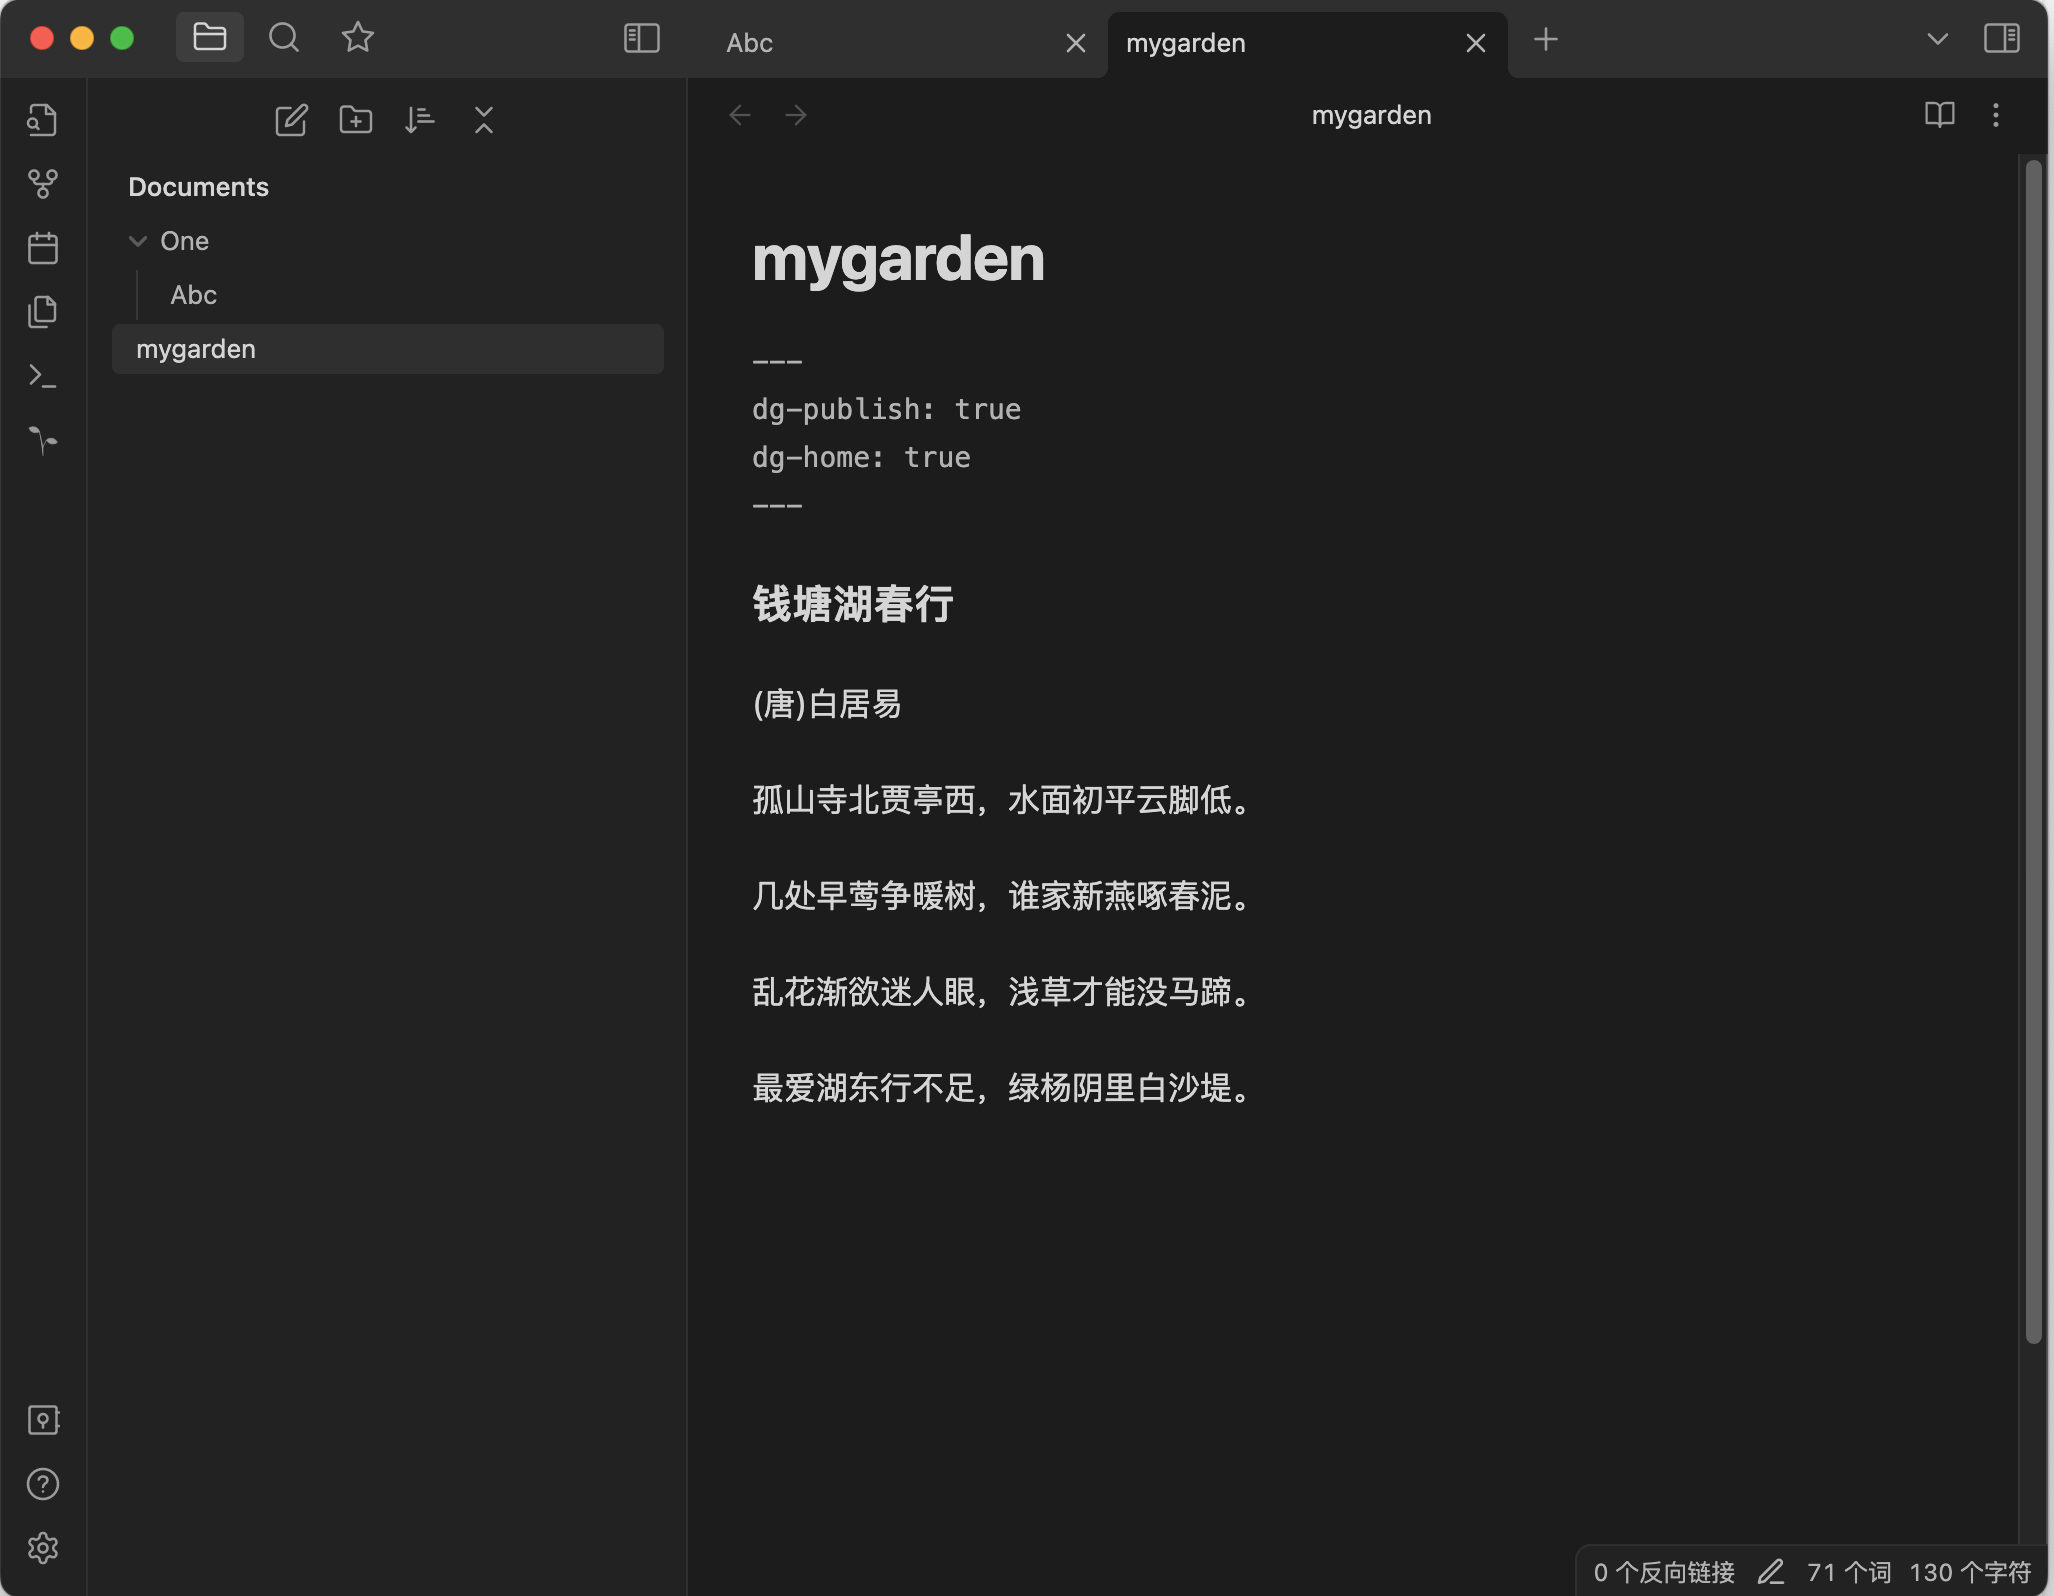 Abc
mygarden
mygarden
Documents
One
Abc
mygarden
mygarden
---
dg-publish: true
dg-home: true
---
钱塘湖春行
(唐)白居易
孤山寺北贾亭西，水面初平云脚低。
几处早莺争暖树，谁家新燕啄春泥。
乱花渐欲迷人眼，浅草才能没马蹄。
最爱湖东行不足，绿杨阴里白沙堤。
0 个反向链接 71 个词 130 个字符